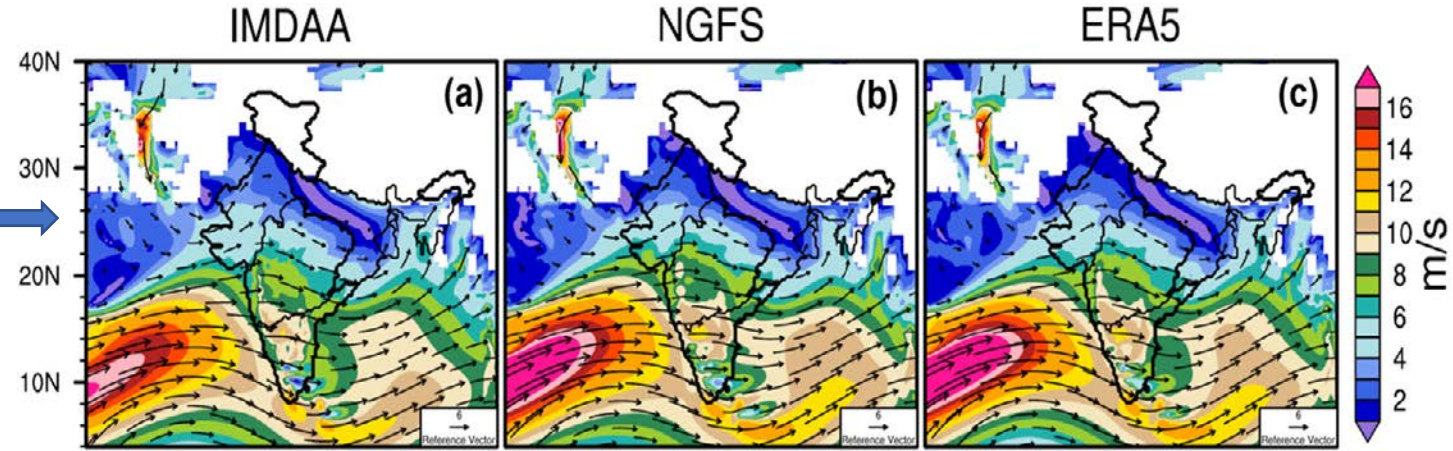 IMDAA NGFS ERA5
40N
30N
20N
10N
(a) (b) (c)
6
Reference Vector
6
Reference Vector
6
Reference Vector
16
14
12
10
8
6
4
2
m/s